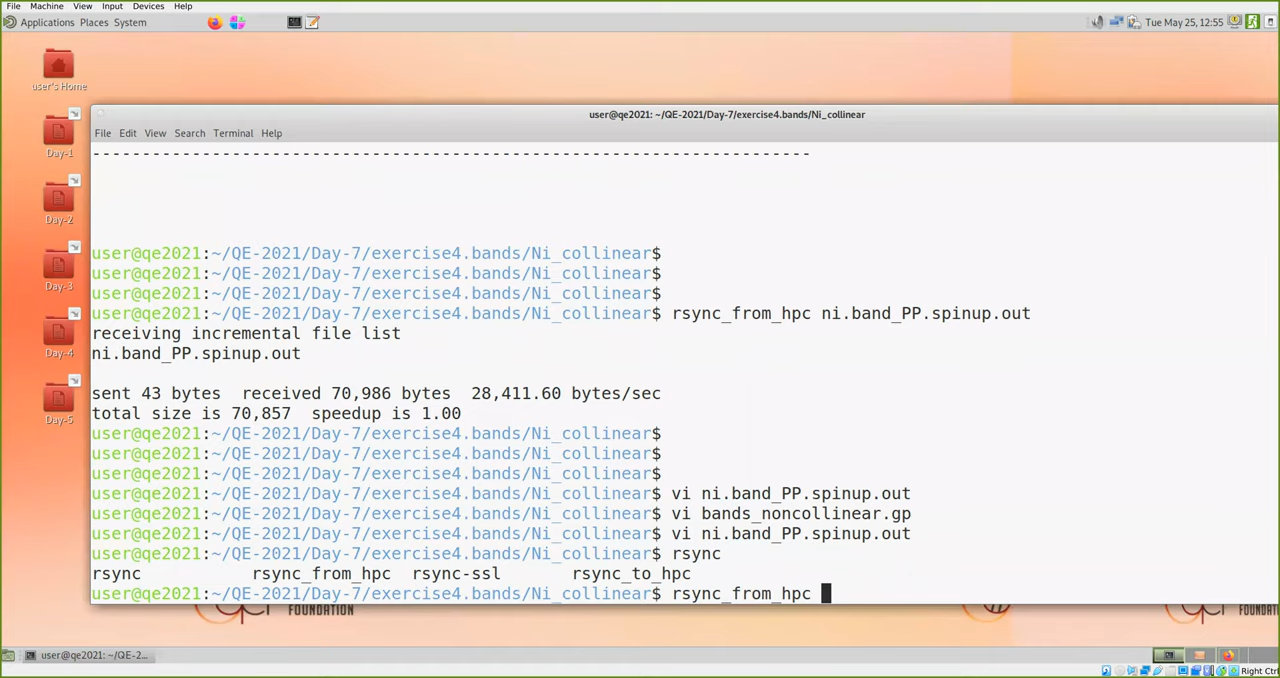 File Machine View Input Devices Help
Applications Places System
Tue May 25, 12:55
user's Home
Day-1
Day-2
Day-3
Day-4
Day-5
user@qe2021: ~/QE-2021/Day-7/exercise4.bands/Ni_collinear
File Edit View Search Terminal Help
------------------------------------------------------------------------
user@qe2021:~/QE-2021/Day-7/exercise4.bands/Ni_collinear$
user@qe2021:~/QE-2021/Day-7/exercise4.bands/Ni_collinear$
user@qe2021:~/QE-2021/Day-7/exercise4.bands/Ni_collinear$
user@qe2021:~/QE-2021/Day-7/exercise4.bands/Ni_collinear$ rsync_from_hpc ni.band_PP.spinup.out
receiving incremental file list
ni.band_PP.spinup.out
sent 43 bytes  received 70,986 bytes  28,411.60 bytes/sec
total size is 70,857  speedup is 1.00
user@qe2021:~/QE-2021/Day-7/exercise4.bands/Ni_collinear$
user@qe2021:~/QE-2021/Day-7/exercise4.bands/Ni_collinear$
user@qe2021:~/QE-2021/Day-7/exercise4.bands/Ni_collinear$
user@qe2021:~/QE-2021/Day-7/exercise4.bands/Ni_collinear$ vi ni.band_PP.spinup.out
user@qe2021:~/QE-2021/Day-7/exercise4.bands/Ni_collinear$ vi bands_noncollinear.gp
user@qe2021:~/QE-2021/Day-7/exercise4.bands/Ni_collinear$ vi ni.band_PP.spinup.out
user@qe2021:~/QE-2021/Day-7/exercise4.bands/Ni_collinear$ rsync
rsync  rsync_from_hpc  rsync-ssl  rsync_to_hpc
user@qe2021:~/QE-2021/Day-7/exercise4.bands/Ni_collinear$ rsync_from_hpc
FOUNDATION
user@qe2021: ~/QE-2...
Right Ctrl